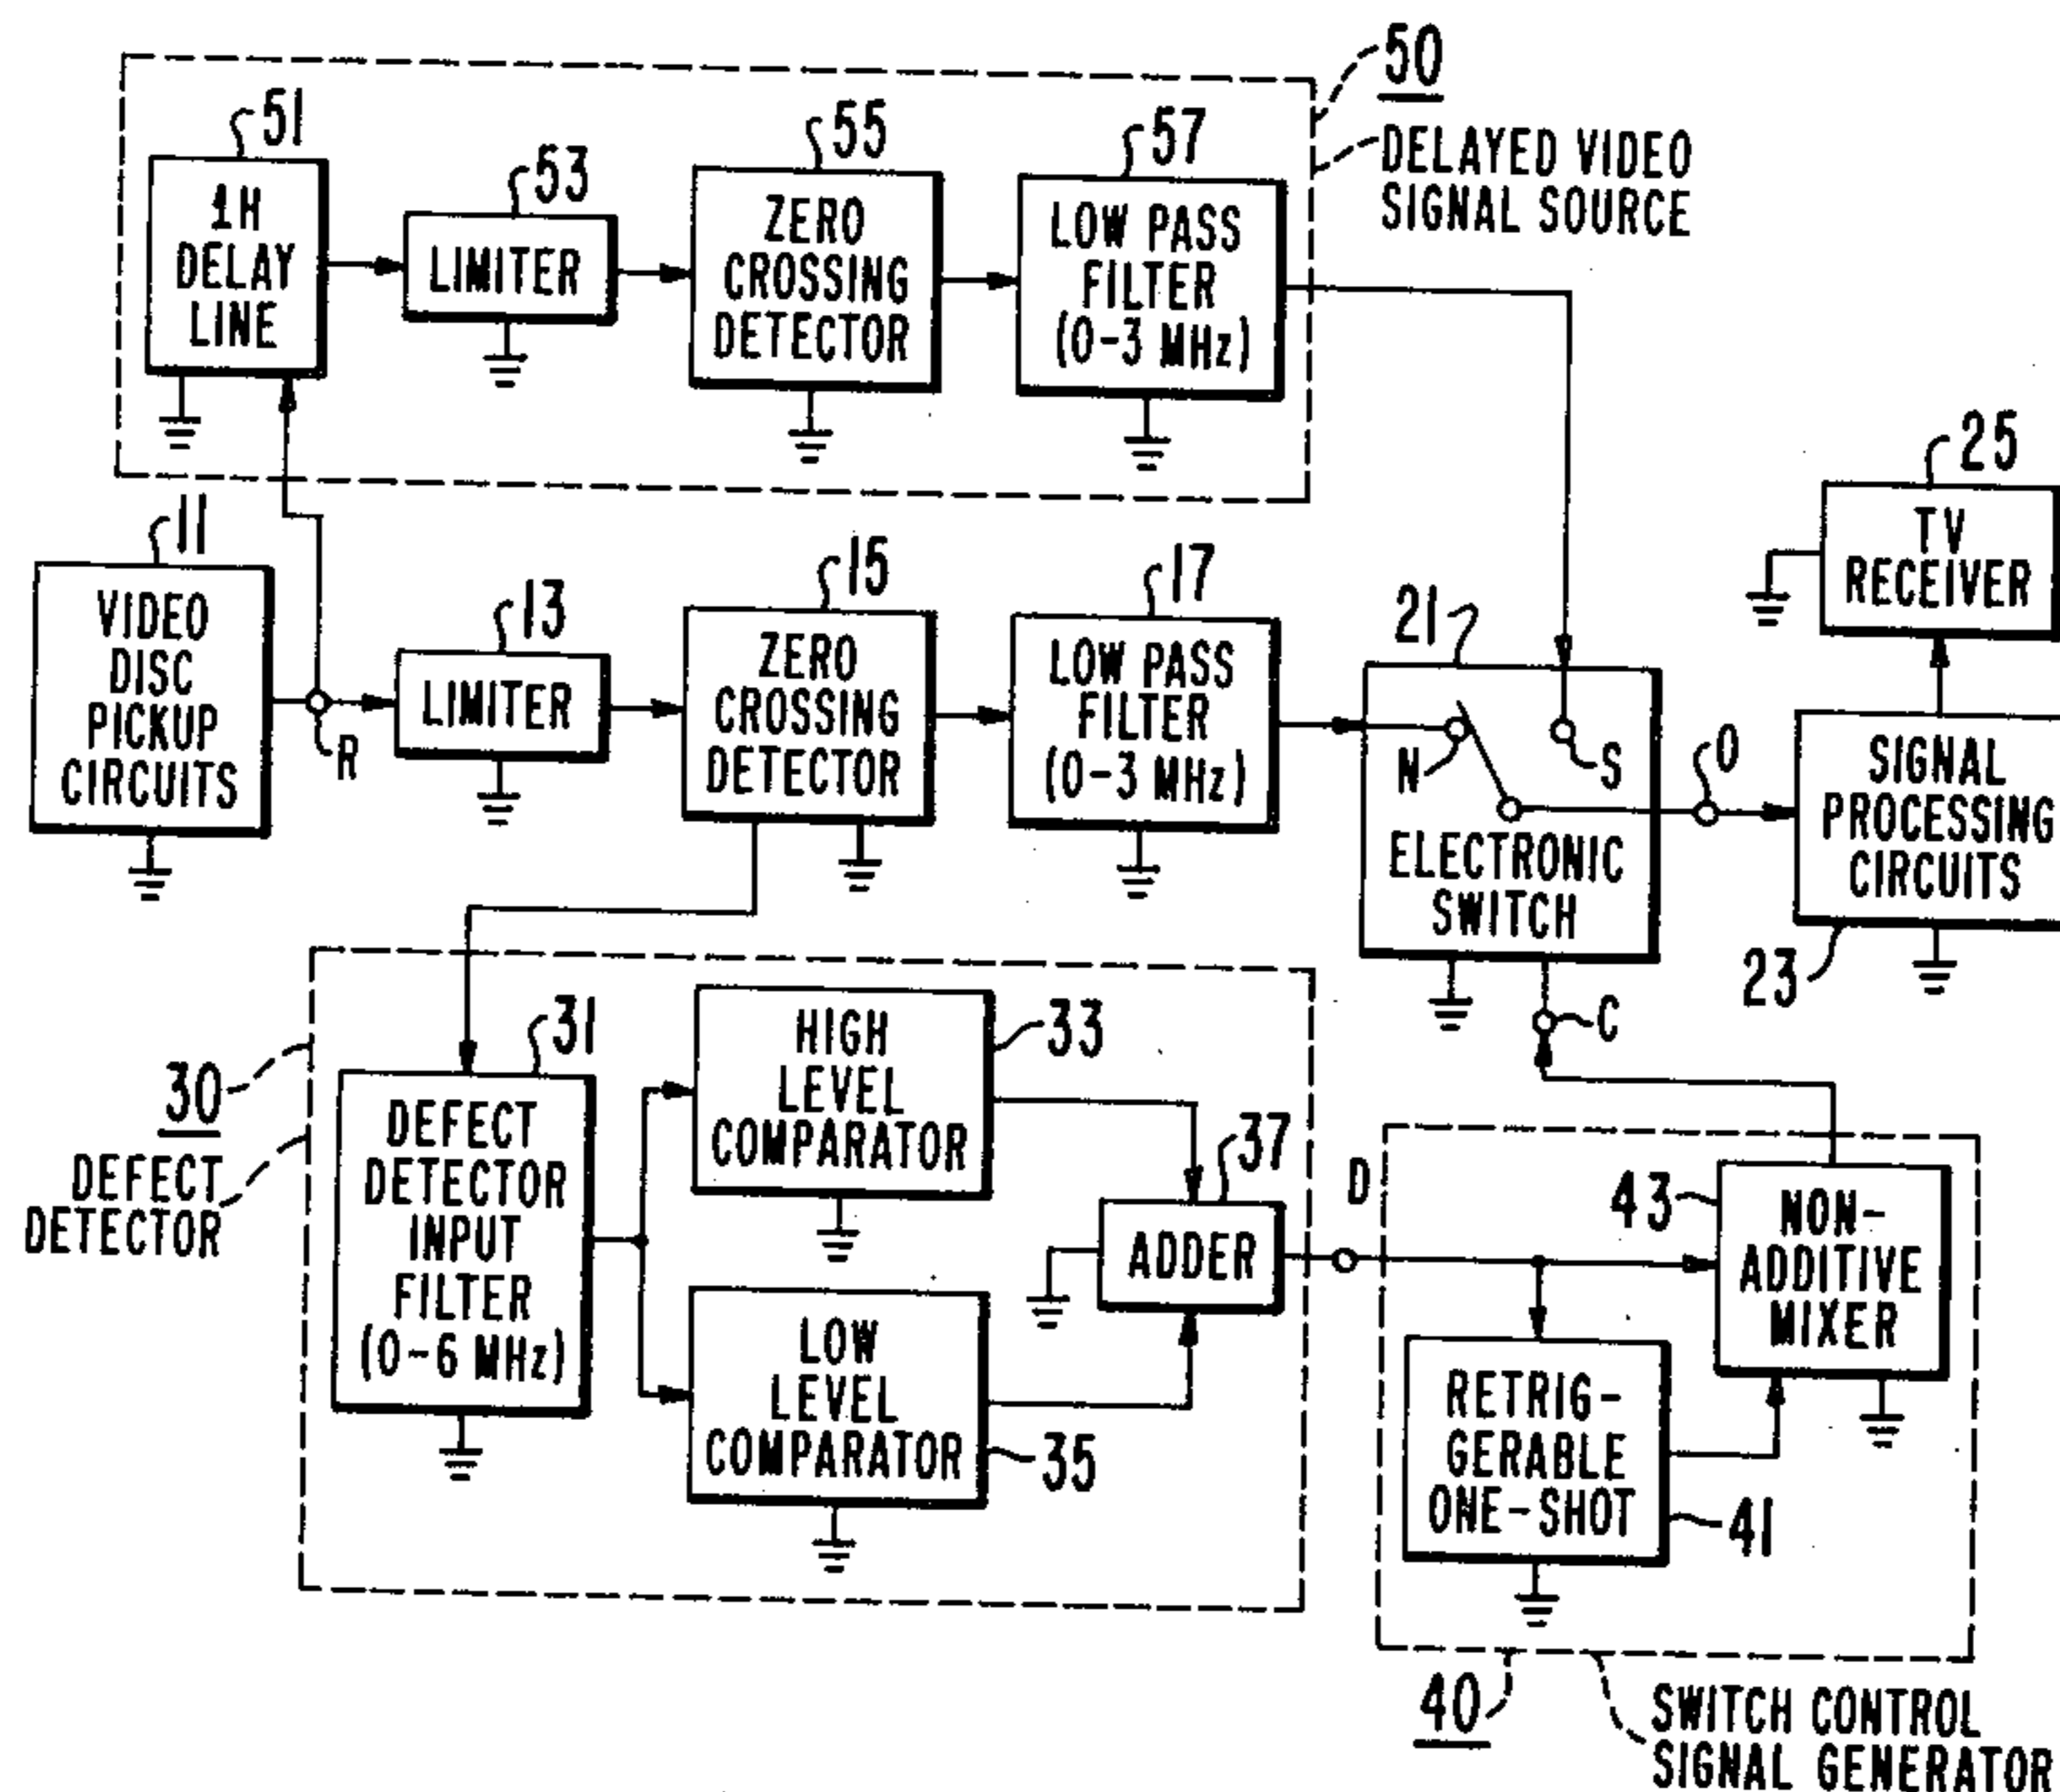 50
DELAYED VIDEO
SIGNAL SOURCE
51
1H
DELAY
LINE
53
LIMITER
55
ZERO
CROSSING
DETECTOR
57
LOW PASS
FILTER
(0-3 MHz)
11
VIDEO
DISC
PICKUP
CIRCUITS
R
13
LIMITER
15
ZERO
CROSSING
DETECTOR
17
LOW PASS
FILTER
(0-3 MHz)
21
N
S
ELECTRONIC
SWITCH
O
C
25
TV
RECEIVER
SIGNAL
PROCESSING
CIRCUITS
23
30
DEFECT
DETECTOR
31
DEFECT
DETECTOR
INPUT
FILTER
(0-6 MHz)
HIGH
LEVEL
COMPARATOR
33
LOW
LEVEL
COMPARATOR
35
37
ADDER
D
43
NON-
ADDITIVE
MIXER
RETRIG-
GERABLE
ONE-SHOT
41
40
SWITCH CONTROL
SIGNAL GENERATOR